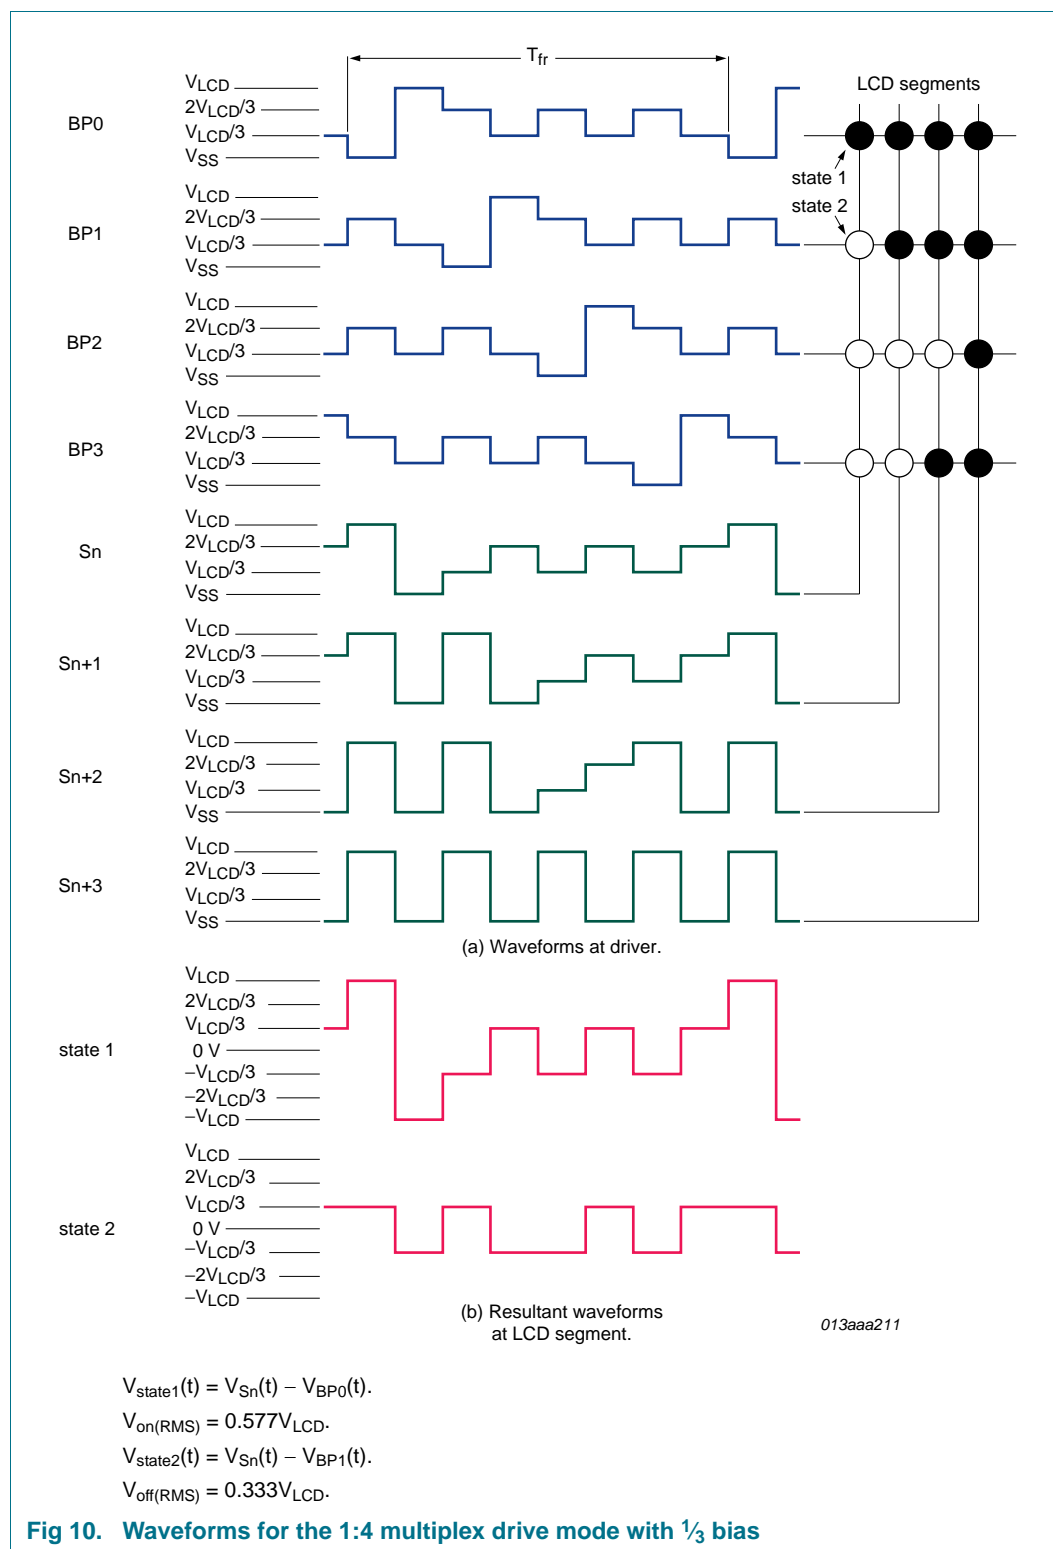 Tfr
LCD segments
BP0
VLCD
2VLCD/3
VLCD/3
VSS
state 1
state 2
BP1
VLCD
2VLCD/3
VLCD/3
VSS
BP2
VLCD
2VLCD/3
VLCD/3
VSS
BP3
VLCD
2VLCD/3
VLCD/3
VSS
Sn
VLCD
2VLCD/3
VLCD/3
VSS
Sn+1
VLCD
2VLCD/3
VLCD/3
VSS
Sn+2
VLCD
2VLCD/3
VLCD/3
VSS
Sn+3
VLCD
2VLCD/3
VLCD/3
VSS
(a) Waveforms at driver.
state 1
VLCD
2VLCD/3
VLCD/3
0 V
−VLCD/3
−2VLCD/3
−VLCD
state 2
VLCD
2VLCD/3
VLCD/3
0 V
−VLCD/3
−2VLCD/3
−VLCD
(b) Resultant waveforms
at LCD segment.
013aaa211
Vstate1(t) = VSn(t) − VBP0(t).
Von(RMS) = 0.577VLCD.
Vstate2(t) = VSn(t) − VBP1(t).
Voff(RMS) = 0.333VLCD.
Fig 10. Waveforms for the 1:4 multiplex drive mode with 1⁄3 bias